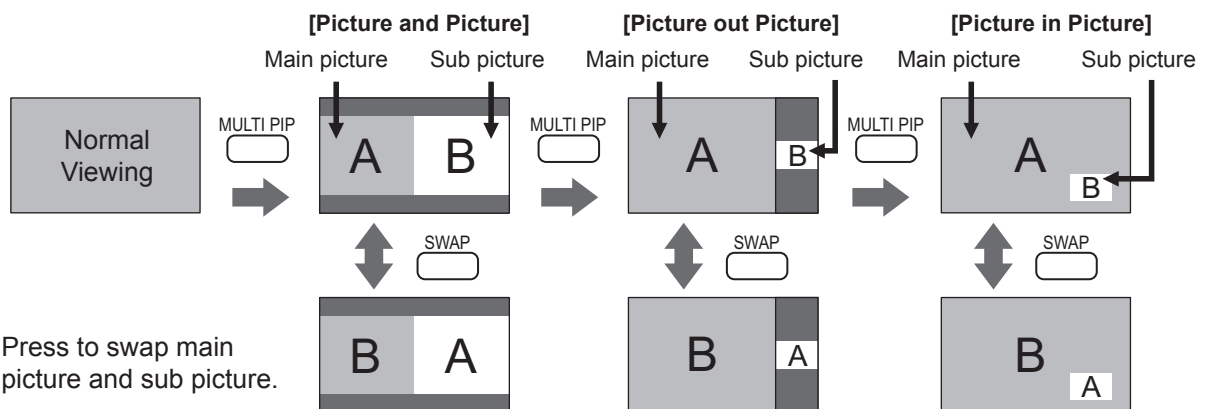 [Picture and Picture] [Picture out Picture] [Picture in Picture]
Main picture Sub picture Main picture Sub picture Main picture Sub picture
Normal
Viewing
MULTI PIP
A B
MULTI PIP
A B
MULTI PIP
A B
SWAP SWAP SWAP
Press to swap main
picture and sub picture.
B A
B A
B A